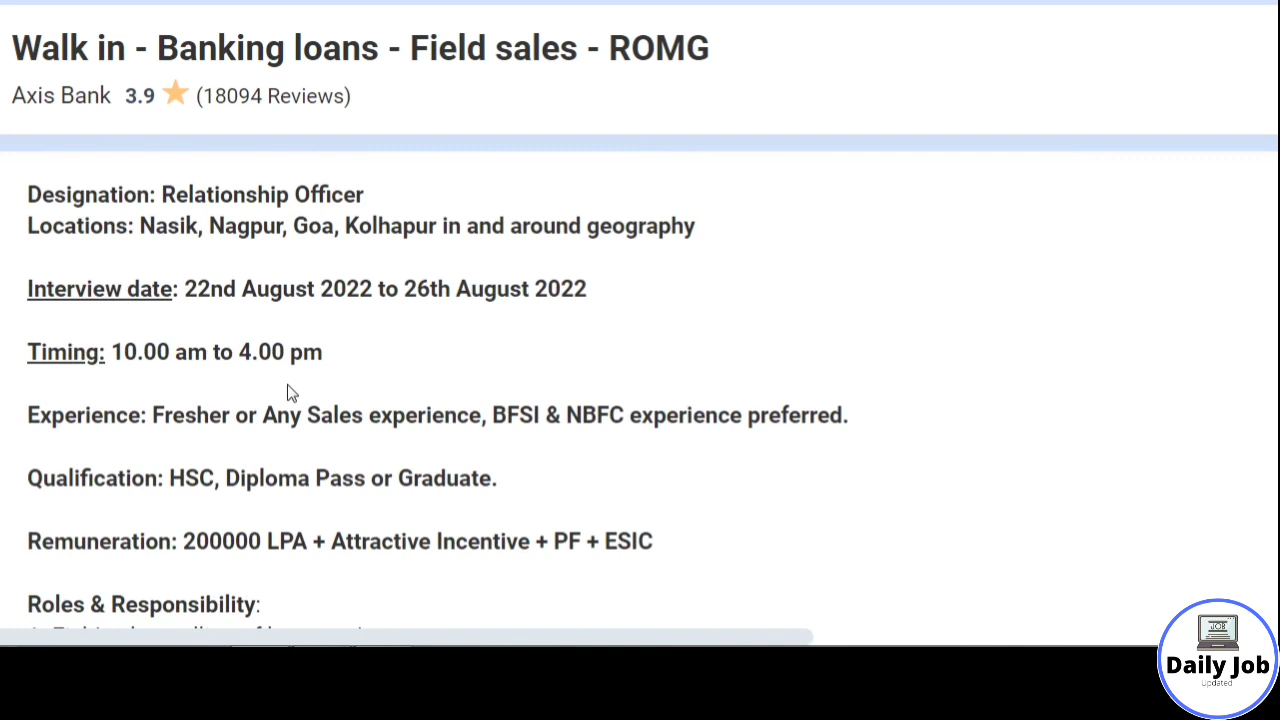 Walk in - Banking loans - Field sales - ROMG
Axis Bank 3.9 (18094 Reviews)
Designation: Relationship Officer
Locations: Nasik, Nagpur, Goa, Kolhapur in and around geography
Interview date: 22nd August 2022 to 26th August 2022
Timing: 10.00 am to 4.00 pm
Experience: Fresher or Any Sales experience, BFSI & NBFC experience preferred.
Qualification: HSC, Diploma Pass or Graduate.
Remuneration: 200000 LPA + Attractive Incentive + PF + ESIC
Roles & Responsibility:
JOB
Daily Job
Updated